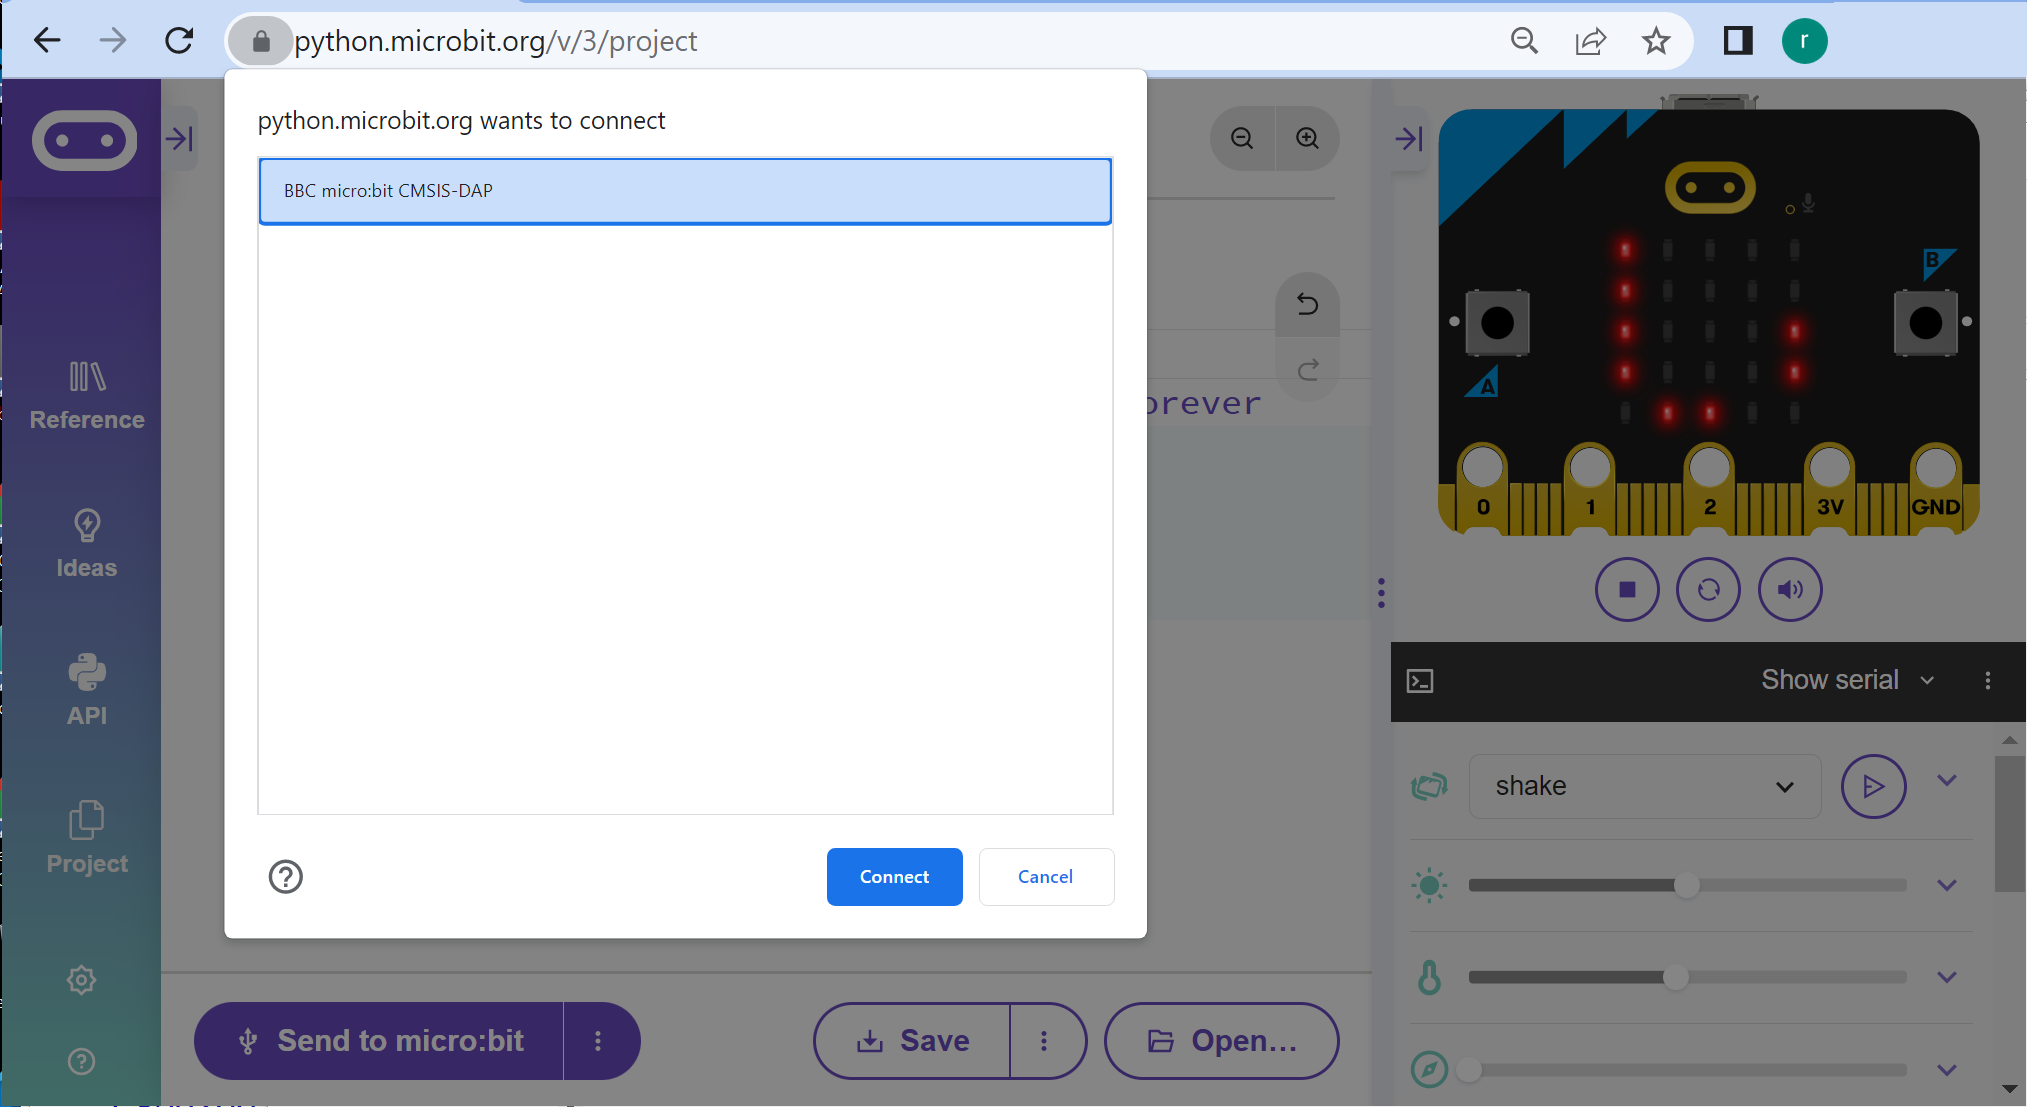 python.microbit.org/v/3/project
r
python.microbit.org wants to connect
BBC micro:bit CMSIS-DAP
Connect
Cancel
Reference
Ideas
API
Project
orever
B
A
0 1 2 3V GND
Show serial
shake
Send to micro:bit
Save
Open...